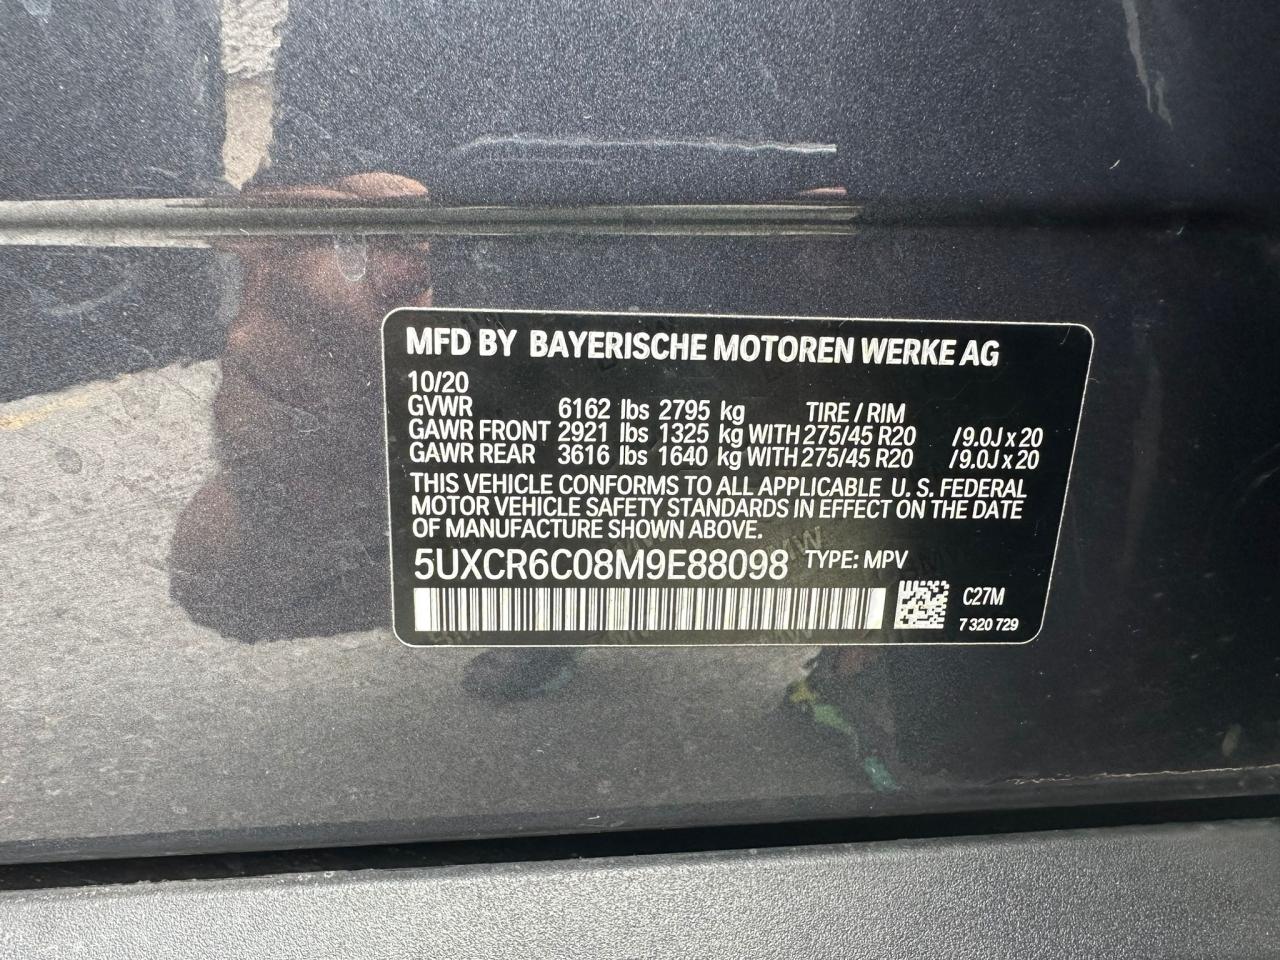 MFD BY BAYERISCHE MOTOREN WERKE AG
10/20
GVWR 6162 lbs 2795 kg TIRE / RIM
GAWR FRONT 2921 lbs 1325 kg WITH 275/45 R20 / 9.0J x 20
GAWR REAR 3616 lbs 1640 kg WITH 275/45 R20 / 9.0J x 20
THIS VEHICLE CONFORMS TO ALL APPLICABLE U. S. FEDERAL
MOTOR VEHICLE SAFETY STANDARDS IN EFFECT ON THE DATE
OF MANUFACTURE SHOWN ABOVE.
5UXCR6C08M9E88098 TYPE: MPV
C27M
7 320 729